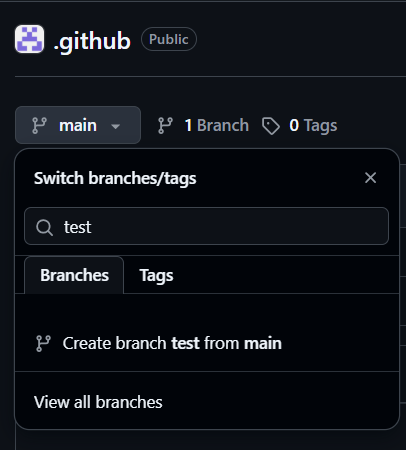 .github Public
main 1 Branch 0 Tags
Switch branches/tags
test
Branches Tags
Create branch test from main
View all branches